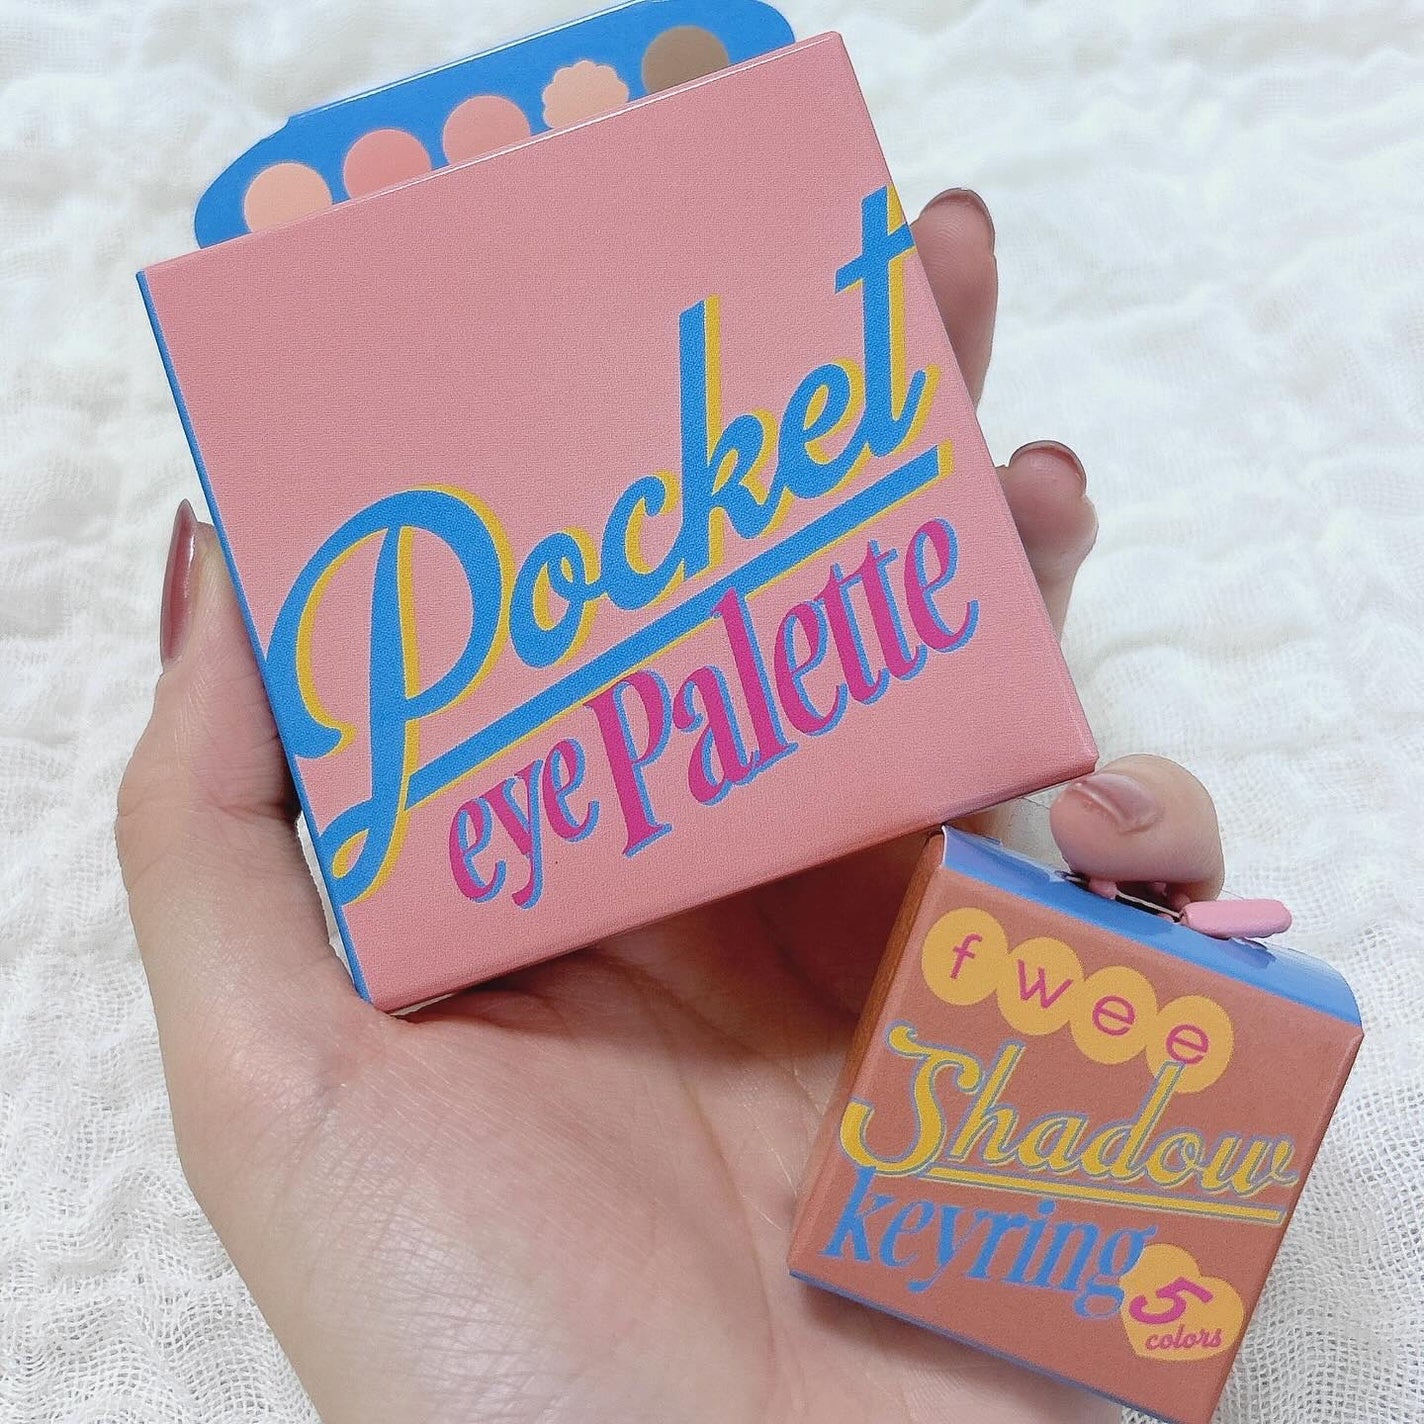 Pocket
eye Palette
fwee
Shadow
keyring
5
colors